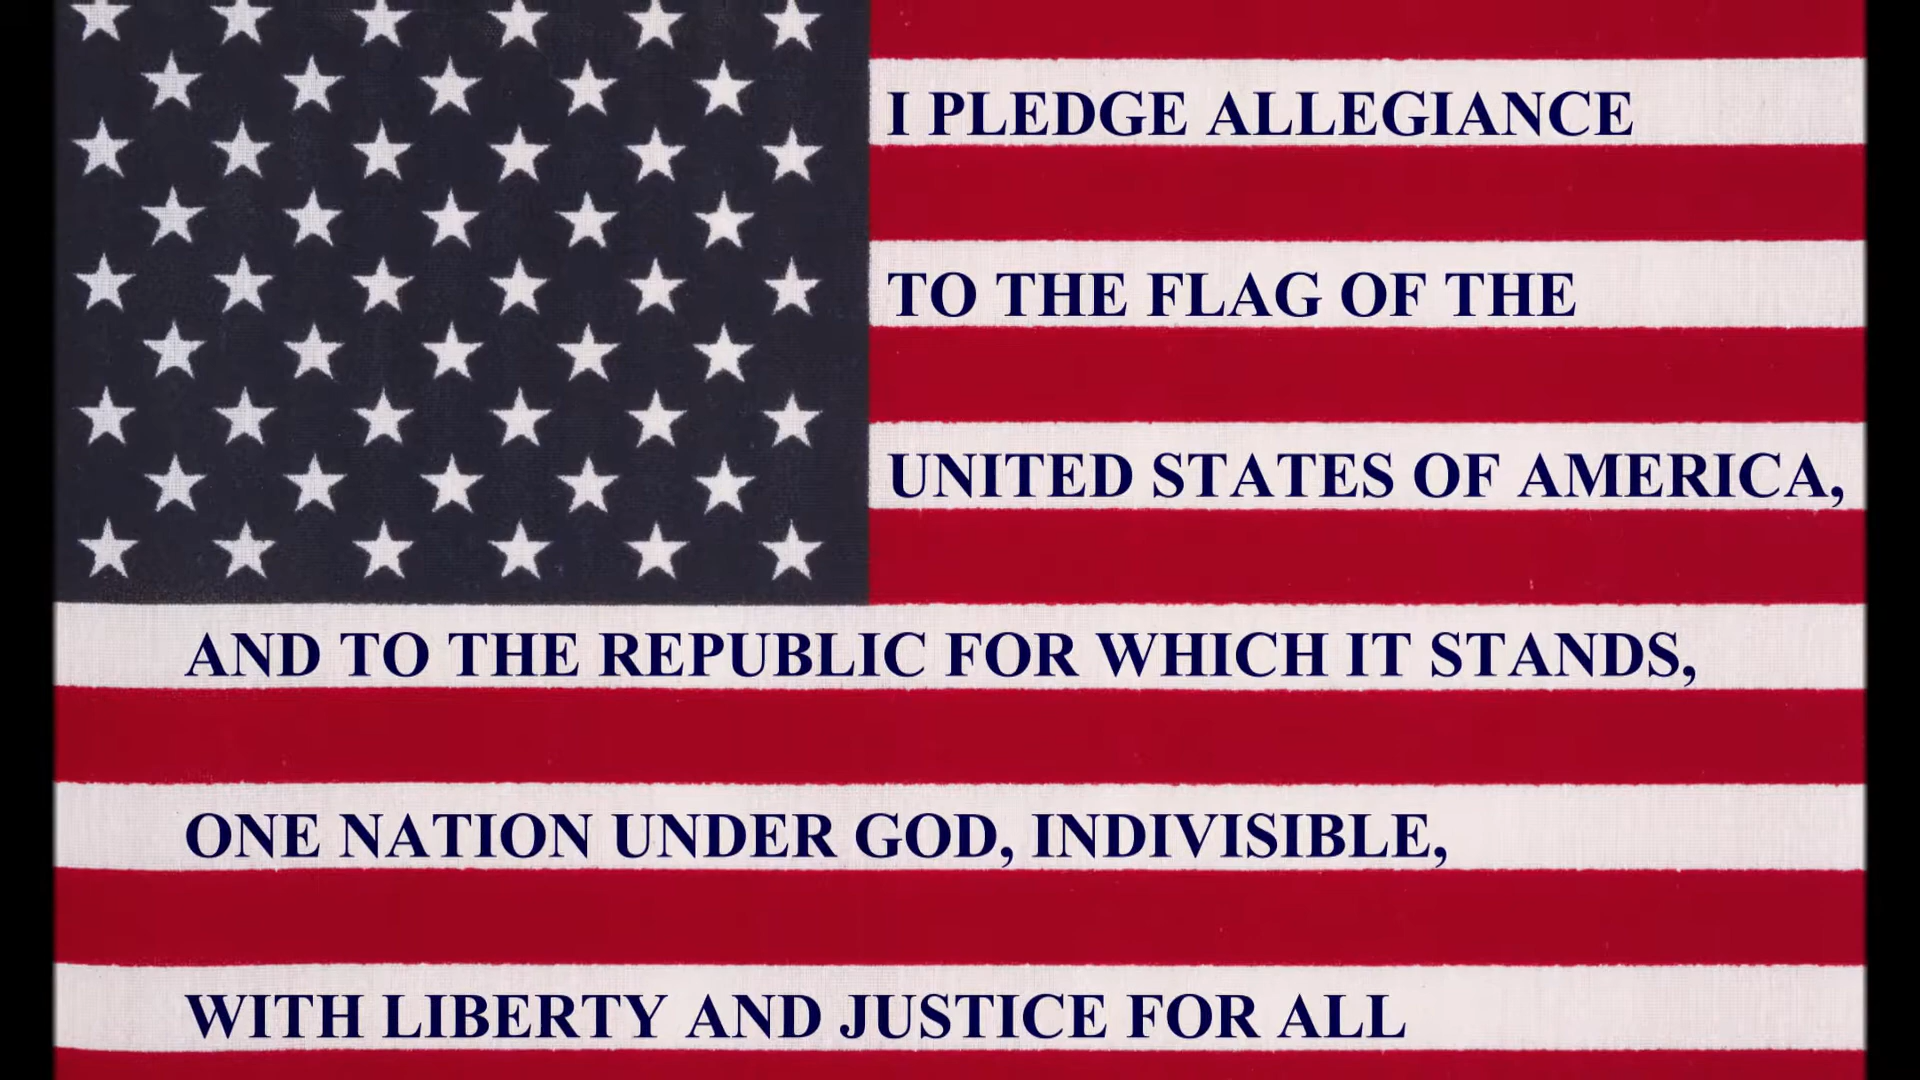 I PLEDGE ALLEGIANCE
TO THE FLAG OF THE
UNITED STATES OF AMERICA,
AND TO THE REPUBLIC FOR WHICH IT STANDS,
ONE NATION UNDER GOD, INDIVISIBLE,
WITH LIBERTY AND JUSTICE FOR ALL